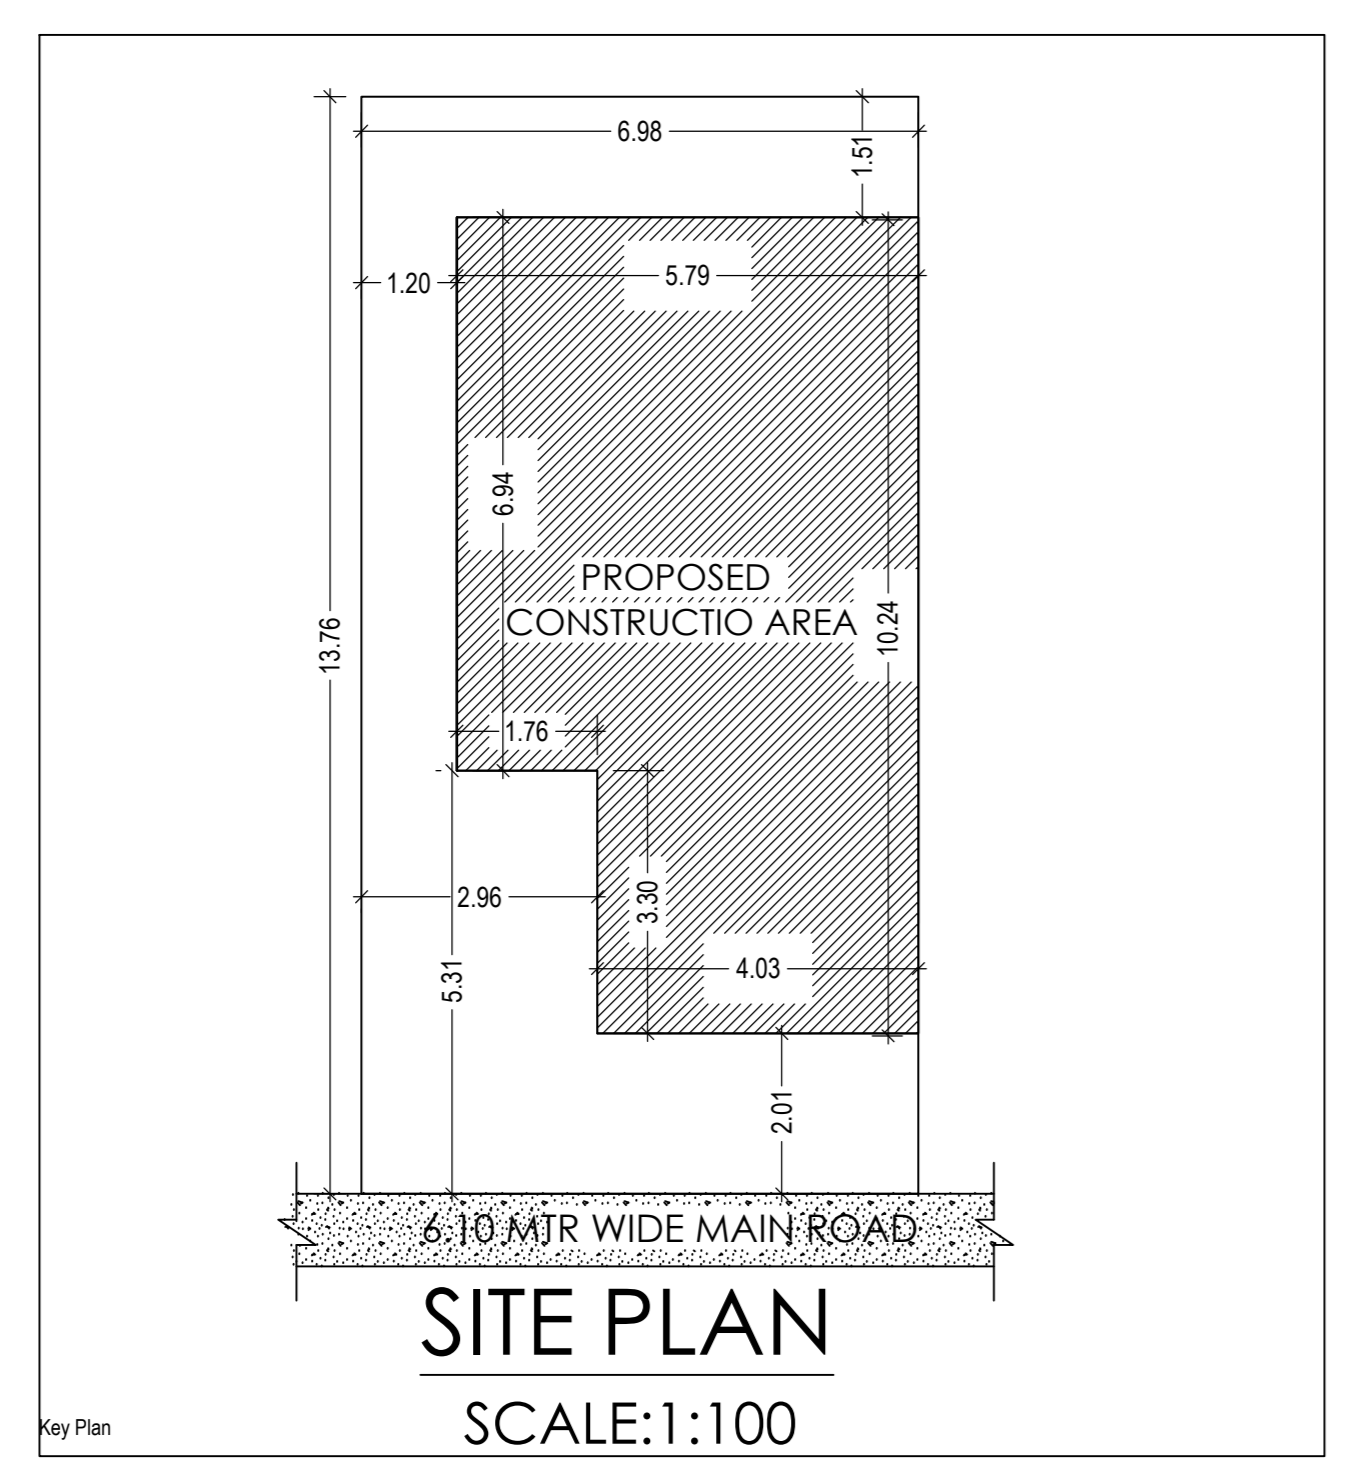 6.98
1.51
5.79
1.20
6.94
PROPOSED
CONSTRUCTIO AREA
10.24
13.76
1.76
2.96
3.30
4.03
5.31
2.01
6.10 MTR WIDE MAIN ROAD
SITE PLAN
SCALE:1:100
Key Plan